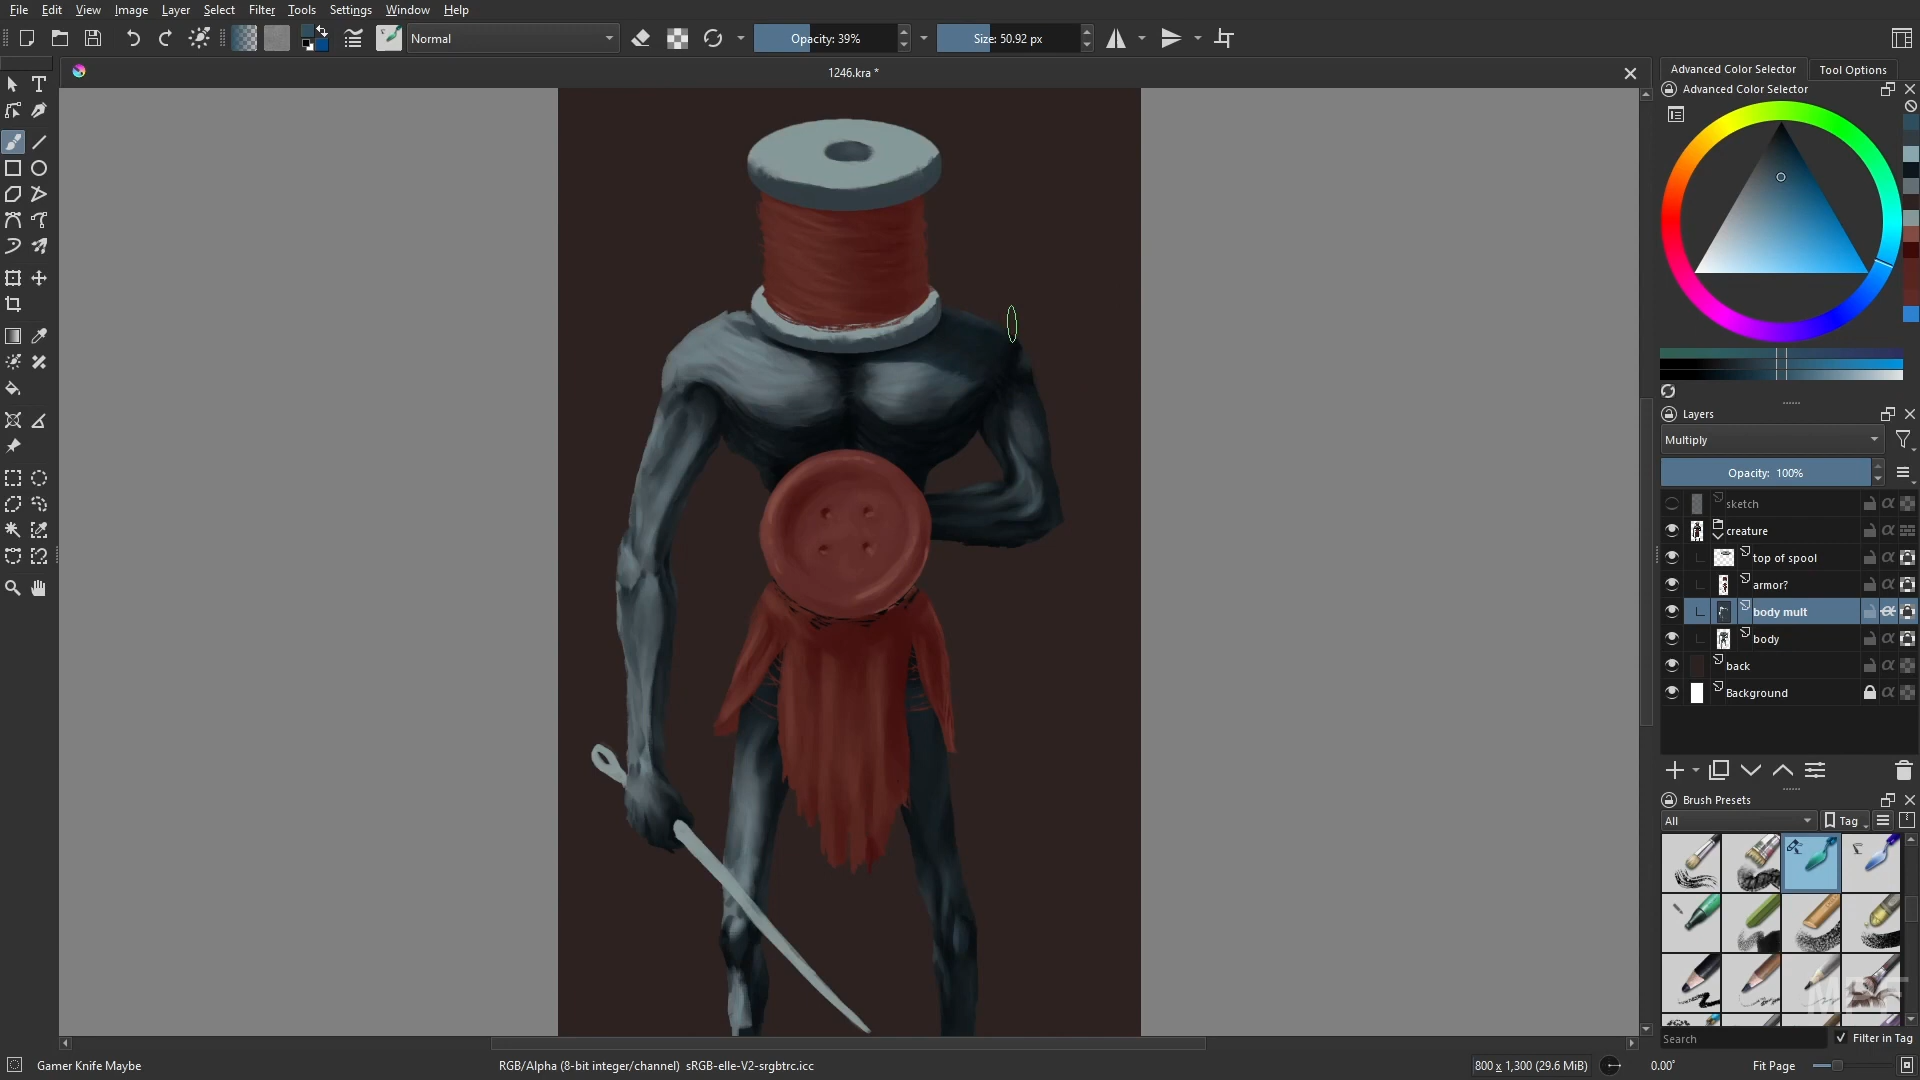 File Edit View Image Layer Select Filter Tools Settings Window Help
Normal
Opacity: 39%
Size: 50.92 px
1246.kra *
Advanced Color Selector
Tool Options
Advanced Color Selector
Layers
Multiply
Opacity: 100%
sketch
creature
top of spool
armor?
body mult
body
back
Background
Brush Presets
All
Tag
Search
Filter in Tag
Gamer Knife Maybe
RGB/Alpha (8-bit integer/channel) sRGB-elle-V2-srgbtrc.icc
800 x 1,300 (29.6 MiB)
0.00°
Fit Page